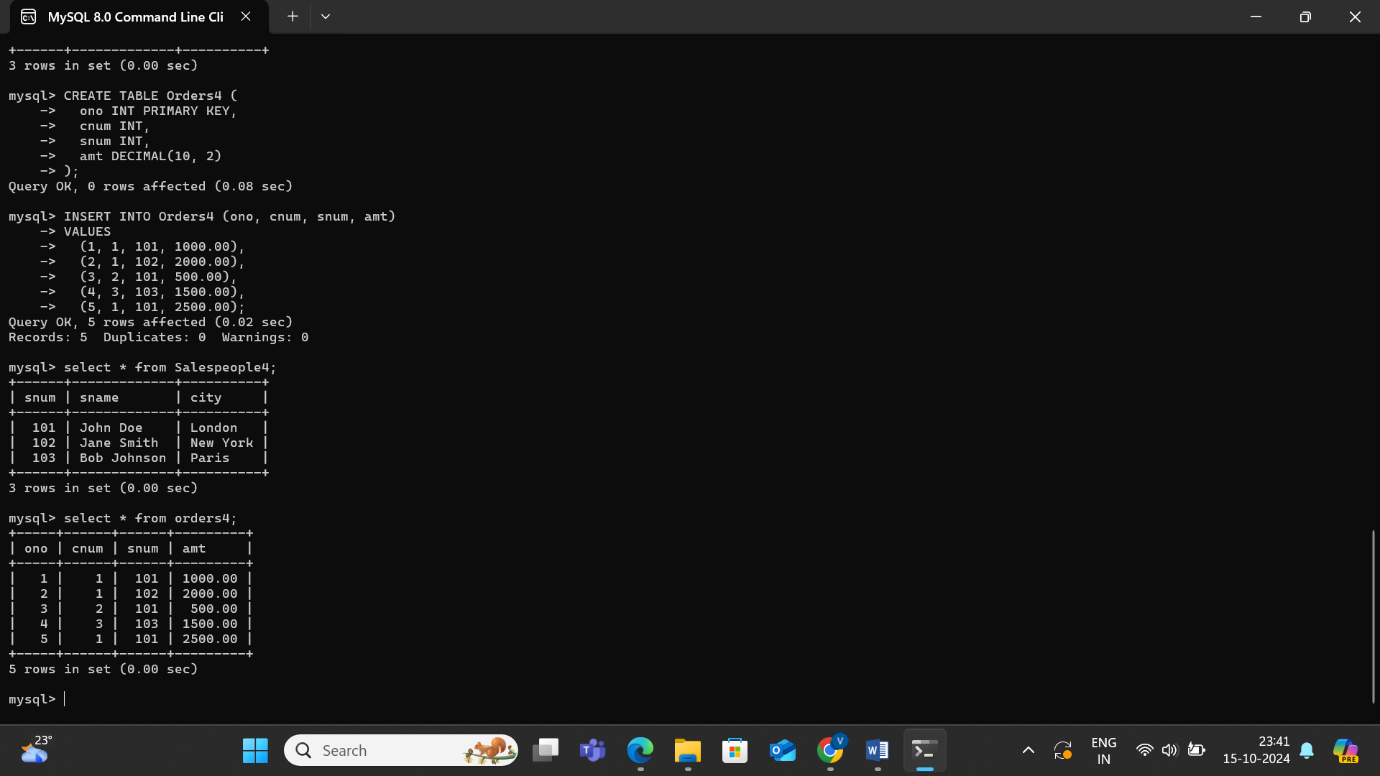 MySQL 8.0 Command Line Cli
+------+-------------+----------+
3 rows in set (0.00 sec)
mysql> CREATE TABLE Orders4 (
    ->   ono INT PRIMARY KEY,
    ->   cnum INT,
    ->   snum INT,
    ->   amt DECIMAL(10, 2)
    -> );
Query OK, 0 rows affected (0.08 sec)
mysql> INSERT INTO Orders4 (ono, cnum, snum, amt)
    -> VALUES
    ->   (1, 1, 101, 1000.00),
    ->   (2, 1, 102, 2000.00),
    ->   (3, 2, 101, 500.00),
    ->   (4, 3, 103, 1500.00),
    ->   (5, 1, 101, 2500.00);
Query OK, 5 rows affected (0.02 sec)
Records: 5  Duplicates: 0  Warnings: 0
mysql> select * from Salespeople4;
+------+-------------+----------+
| snum | sname       | city     |
+------+-------------+----------+
|  101 | John Doe    | London   |
|  102 | Jane Smith  | New York |
|  103 | Bob Johnson | Paris    |
+------+-------------+----------+
3 rows in set (0.00 sec)
mysql> select * from orders4;
+-----+------+------+---------+
| ono | cnum | snum | amt     |
+-----+------+------+---------+
|   1 |    1 |  101 | 1000.00 |
|   2 |    1 |  102 | 2000.00 |
|   3 |    2 |  101 |  500.00 |
|   4 |    3 |  103 | 1500.00 |
|   5 |    1 |  101 | 2500.00 |
+-----+------+------+---------+
5 rows in set (0.00 sec)
mysql>
23°
Search
V
ENG
IN
23:41
15-10-2024
PRE